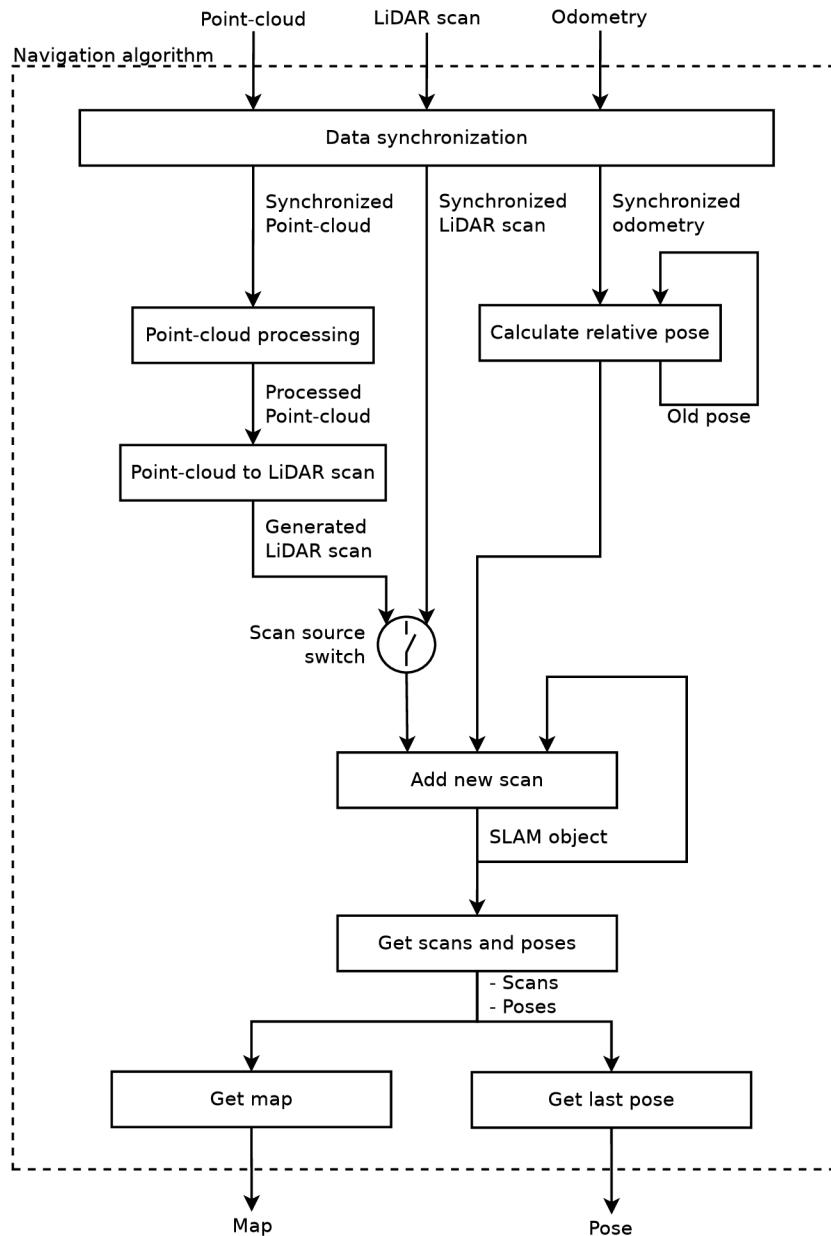 Point-cloud
LiDAR scan
Odometry
Navigation algorithm
Data synchronization
Synchronized
Point-cloud
Synchronized
LiDAR scan
Synchronized
odometry
Point-cloud processing
Calculate relative pose
Processed
Point-cloud
Old pose
Point-cloud to LiDAR scan
Generated
LiDAR scan
Scan source
switch
Add new scan
SLAM object
Get scans and poses
- Scans
- Poses
Get map
Get last pose
Map
Pose